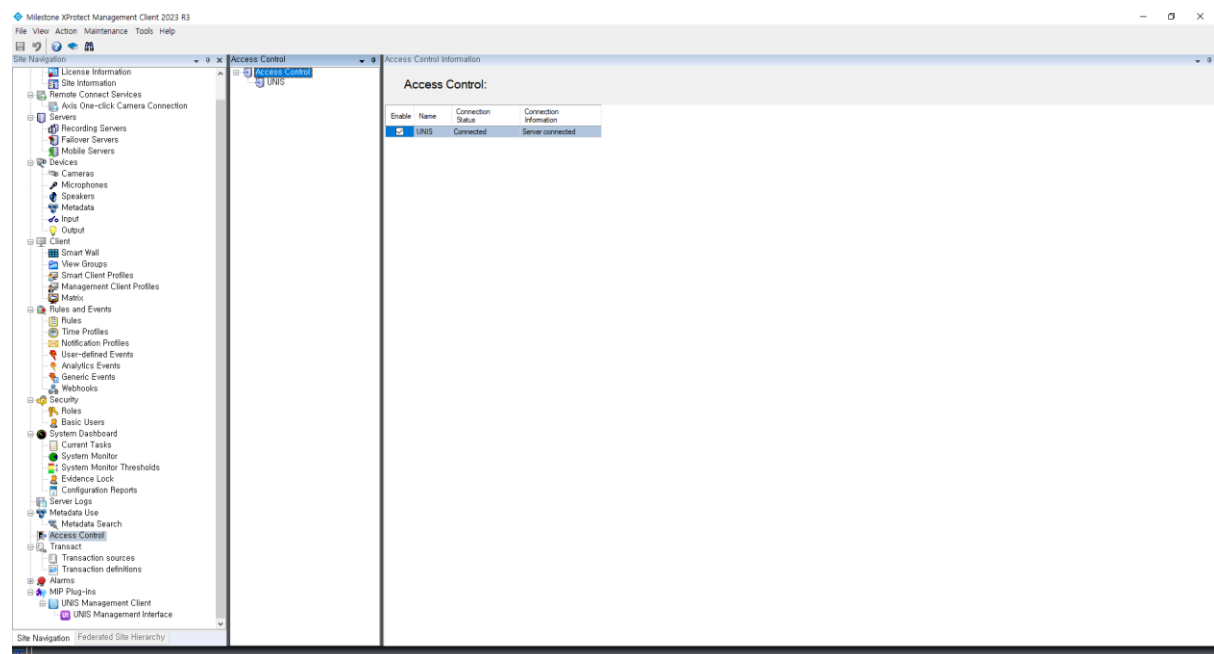 Milestone XProtect Management Client 2023 R3
File View Action Maintenance Tools Help
Site Navigation
License Information
Site Information
Remote Connect Services
Axis One-click Camera Connection
Servers
Recording Servers
Failover Servers
Mobile Servers
Devices
Cameras
Microphones
Speakers
Metadata
Input
Output
Client
Smart Wall
View Groups
Smart Client Profiles
Management Client Profiles
Matrix
Rules and Events
Rules
Time Profiles
Notification Profiles
User-defined Events
Analytics Events
Generic Events
Webhooks
Security
Roles
Basic Users
System Dashboard
Current Tasks
System Monitor
System Monitor Thresholds
Evidence Lock
Configuration Reports
Server Logs
Metadata Use
Metadata Search
Access Control
Transact
Transaction sources
Transaction definitions
Alarms
MIP Plug-ins
UNIS Management Client
UNIS Management Interface
Site Navigation Federated Site Hierarchy
Access Control
Access Control
UNIS
Access Control Information
Access Control:
Enable Name Connection Status Connection Information
UNIS Connected Server connected